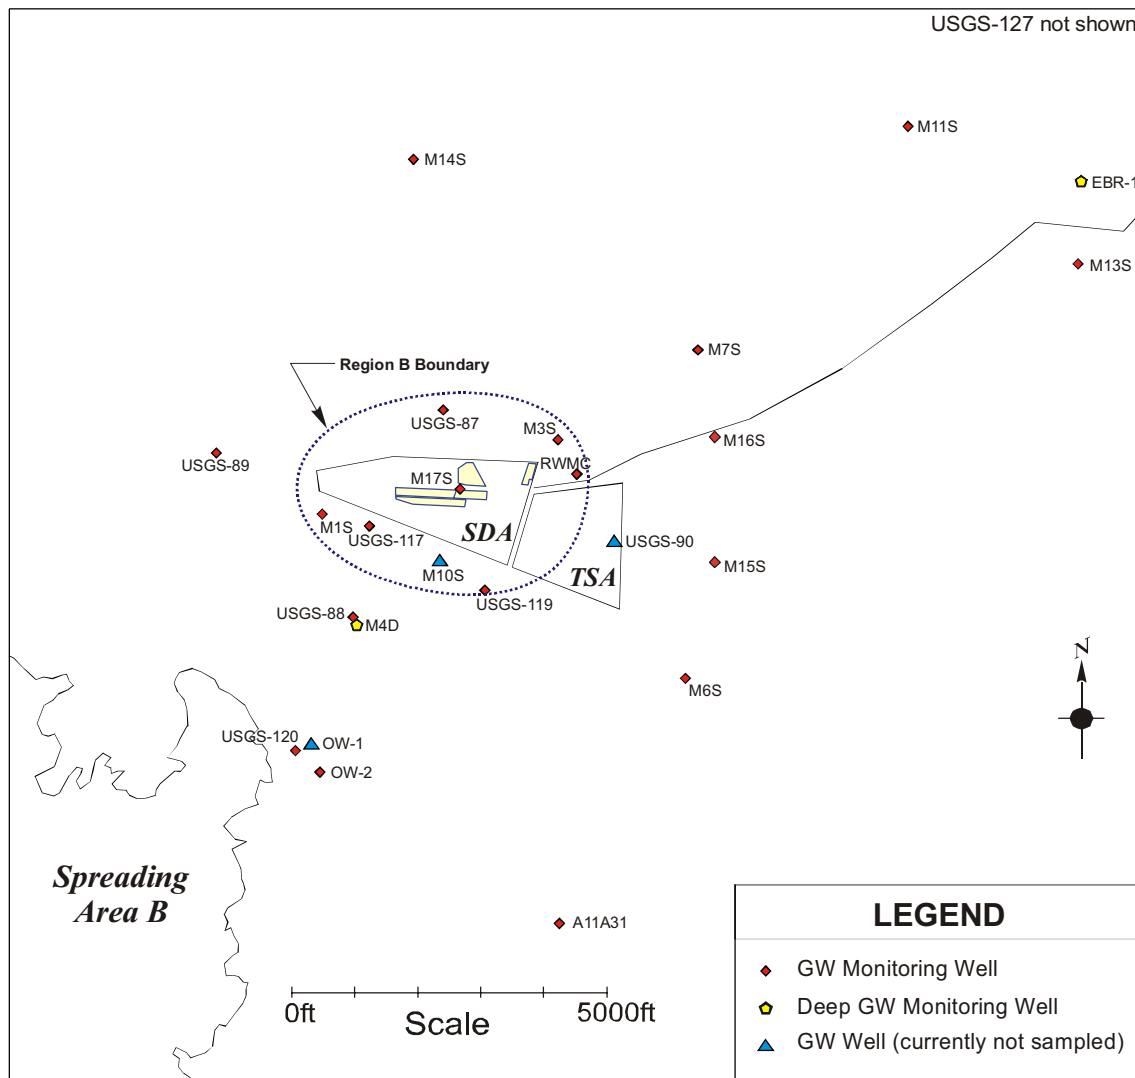 USGS-127 not shown
M11S
M14S
EBR-1
M13S
M7S
Region B Boundary
USGS-87
M3S
M16S
USGS-89
RWMC
M17S
M1S
USGS-117
SDA
USGS-90
M10S
TSA
M15S
USGS-119
USGS-88
M4D
N
M6S
USGS-120
OW-1
OW-2
Spreading
Area B
A11A31
0ft
5000ft
Scale
LEGEND
GW Monitoring Well
Deep GW Monitoring Well
GW Well (currently not sampled)